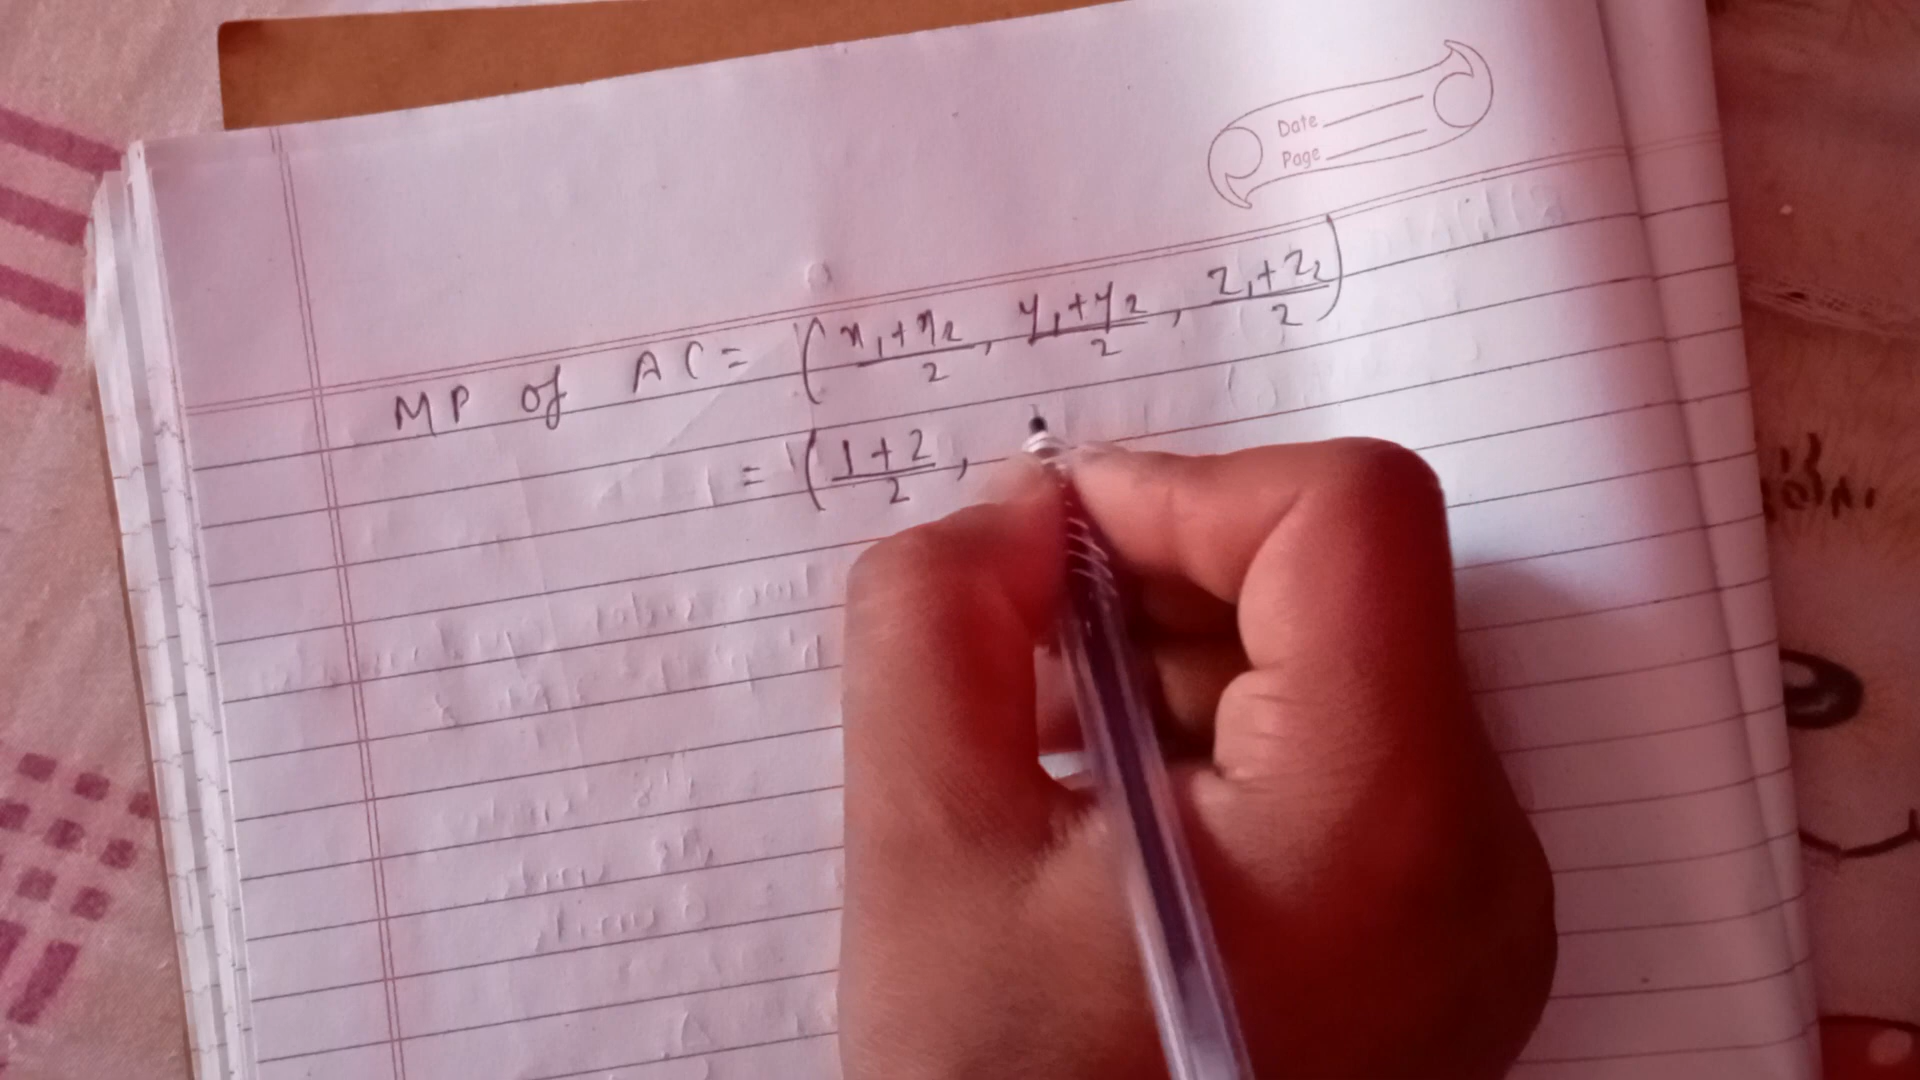 Date
Page
MP of AC = (x₁+x₂/2, y₁+y₂/2, z₁+z₂/2)
= (1+2/2,